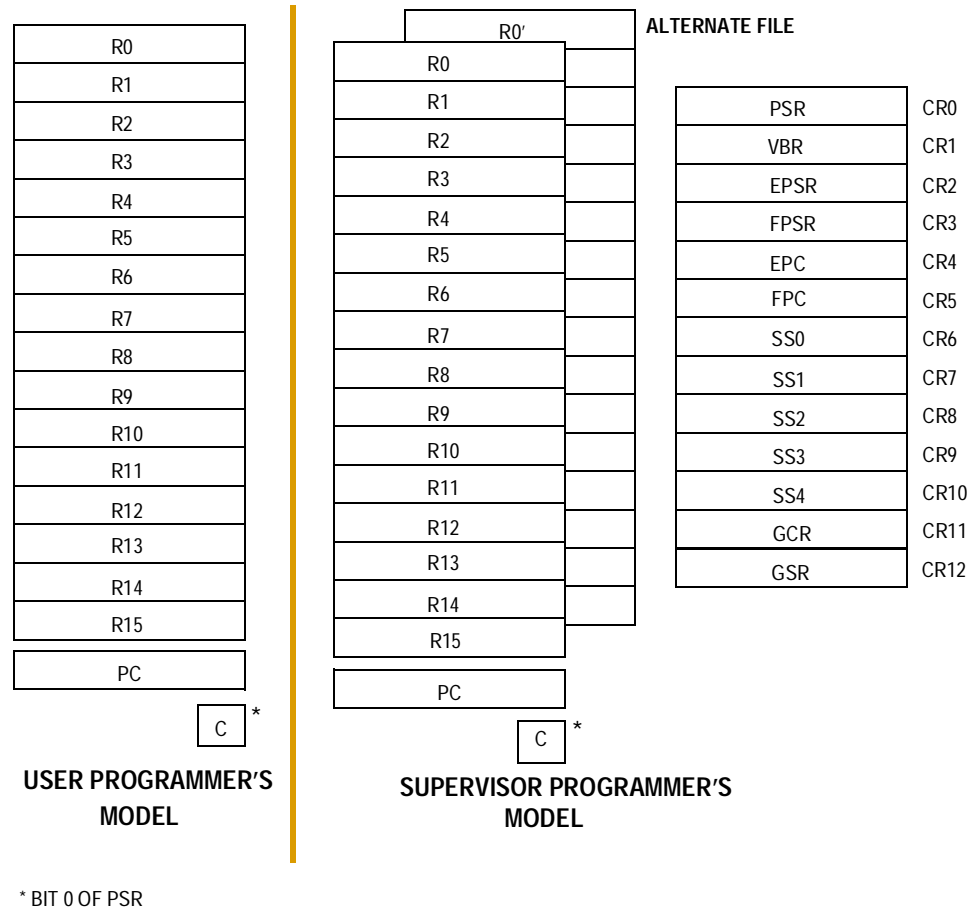 R0
R1
R2
R3
R4
R5
R6
R7
R8
R9
R10
R11
R12
R13
R14
R15
PC
C *
USER PROGRAMMER'S
MODEL
R0′ ALTERNATE FILE
R0
R1
R2
R3
R4
R5
R6
R7
R8
R9
R10
R11
R12
R13
R14
R15
PC
C *
PSR CR0
VBR CR1
EPSR CR2
FPSR CR3
EPC CR4
FPC CR5
SS0 CR6
SS1 CR7
SS2 CR8
SS3 CR9
SS4 CR10
GCR CR11
GSR CR12
SUPERVISOR PROGRAMMER'S
MODEL
* BIT 0 OF PSR